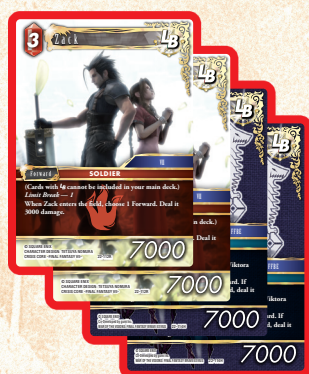 3
Zack
LB
LB
LB
LB
VII
VII
FFBE
FFBE
Forward
SOLDIER
(Cards with LB cannot be included in your main deck.)
Limit Break — 1
When Zack enters the field, choose 1 Forward. Deal it
3000 damage.
n deck.)
Deal it
Viktora
rd. If
d, deal it
Viktora
rd. If
deal it
© SQUARE ENIX
CHARACTER DESIGN: TETSUYA NOMURA
CRISIS CORE -FINAL FANTASY VII-
22-112H
7000
© SQUARE ENIX
CHARACTER DESIGN: TETSUYA NOMURA
CRISIS CORE -FINAL FANTASY VII-
22-112H
7000
7000
7000